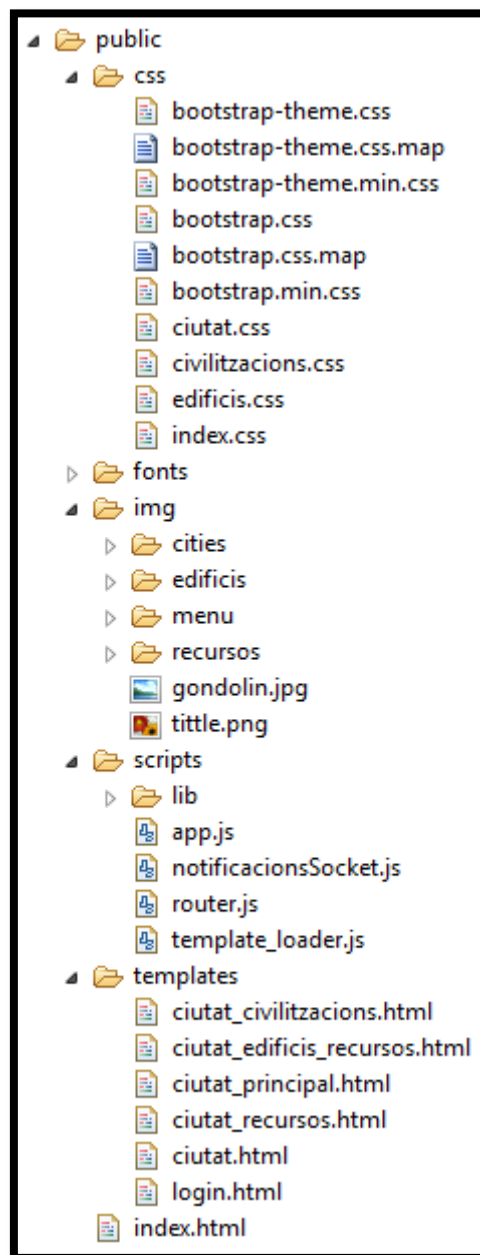 public
css
bootstrap-theme.css
bootstrap-theme.css.map
bootstrap-theme.min.css
bootstrap.css
bootstrap.css.map
bootstrap.min.css
ciutat.css
civilitzacions.css
edificis.css
index.css
fonts
img
cities
edificis
menu
recursos
gondolin.jpg
tittle.png
scripts
lib
app.js
notificacionsSocket.js
router.js
template_loader.js
templates
ciutat_civilitzacions.html
ciutat_edificis_recursos.html
ciutat_principal.html
ciutat_recursos.html
ciutat.html
login.html
index.html